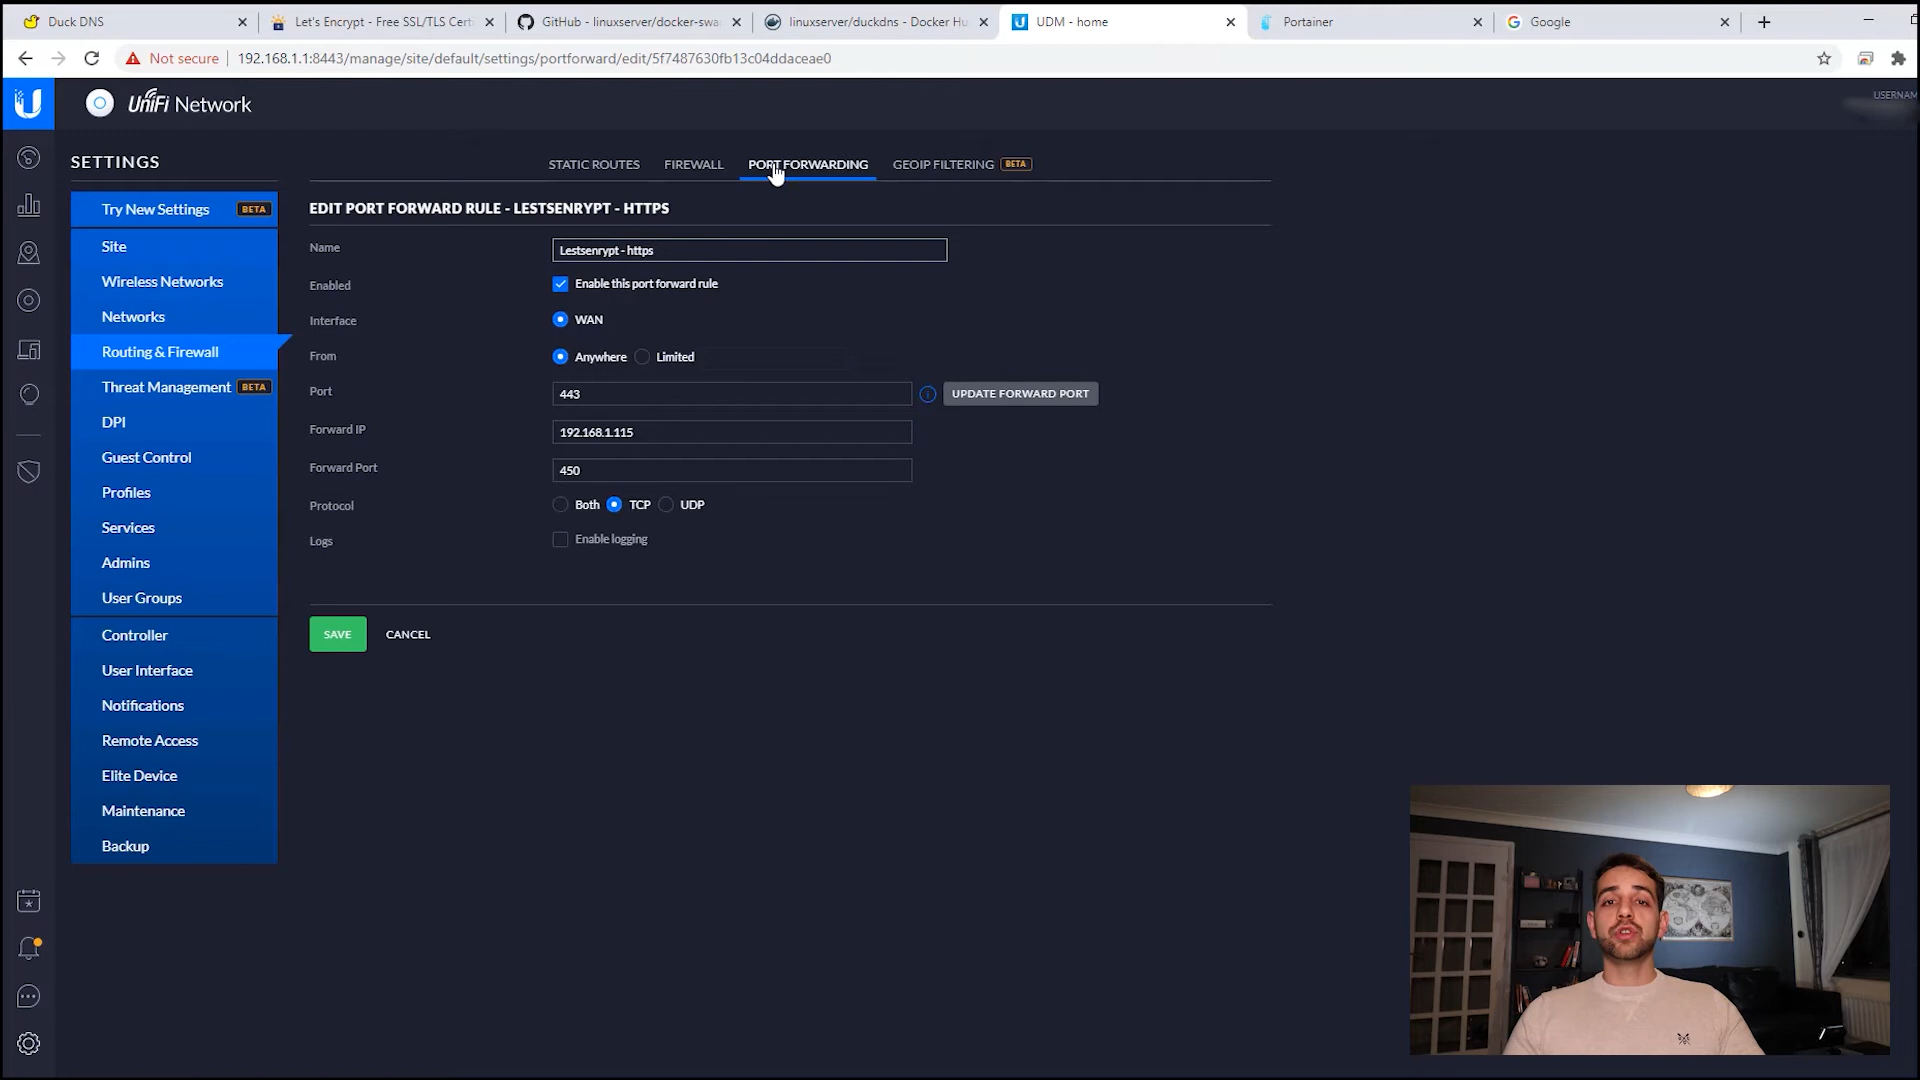 Duck DNS
Let's Encrypt - Free SSL/TLS Certi
GitHub - linuxserver/docker-swa
linuxserver/duckdns - Docker Hu
UDM - home
Portainer
Google
Not secure
192.168.1.1:8443/manage/site/default/settings/portforward/edit/5f7487630fb13c04ddaceae0
UniFi Network
USERNAM
SETTINGS
STATIC ROUTES
FIREWALL
PORT FORWARDING
GEOIP FILTERING BETA
Try New Settings BETA
Site
Wireless Networks
Networks
Routing & Firewall
Threat Management BETA
DPI
Guest Control
Profiles
Services
Admins
User Groups
Controller
User Interface
Notifications
Remote Access
Elite Device
Maintenance
Backup
EDIT PORT FORWARD RULE - LESTSENRYPT - HTTPS
Name
Lestsenrypt - https
Enabled
Enable this port forward rule
Interface
WAN
From
Anywhere Limited
Port
443
UPDATE FORWARD PORT
Forward IP
192.168.1.115
Forward Port
450
Protocol
Both TCP UDP
Logs
Enable logging
SAVE CANCEL